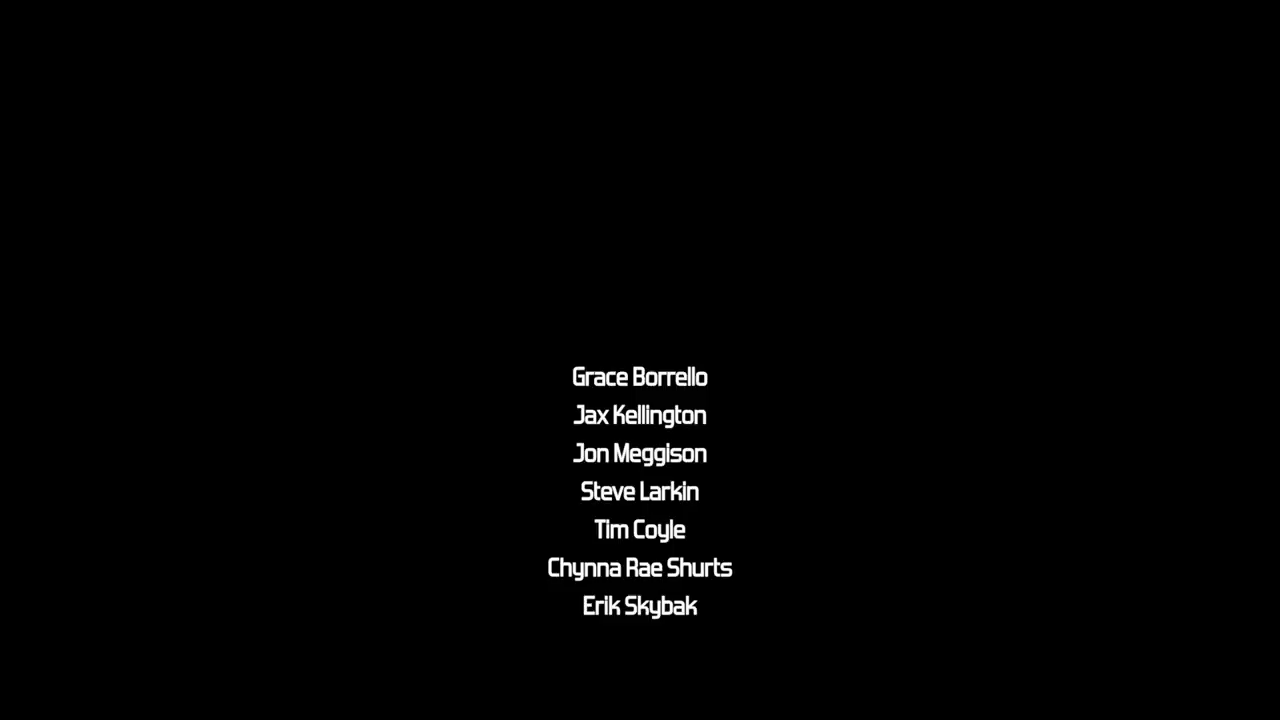 Grace Borrello
Jax Kellington
Jon Meggison
Steve Larkin
Tim Coyle
Chynna Rae Shurts
Erik Skybak